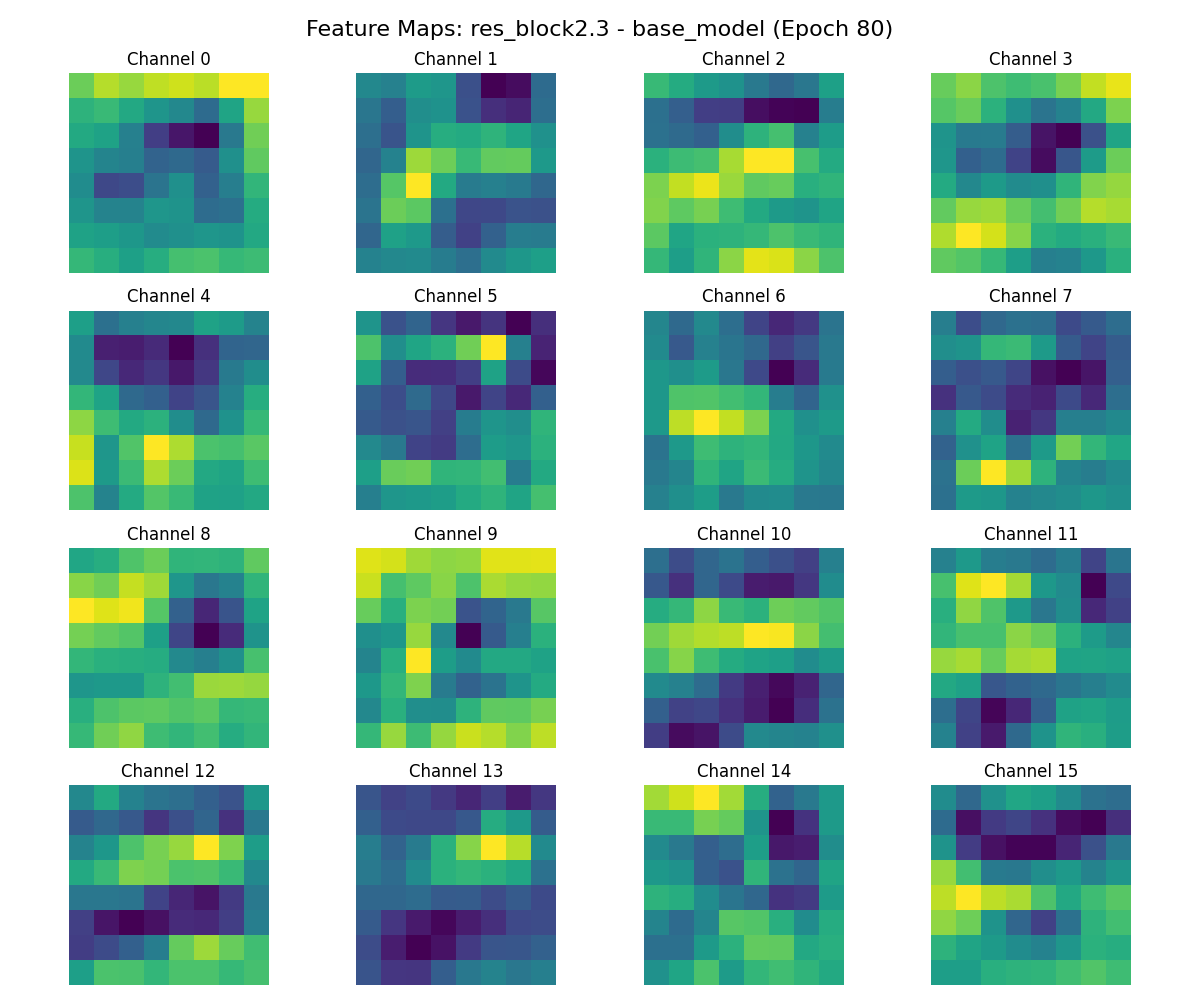 Feature Maps: res_block2.3 - base_model (Epoch 80)
Channel 0
Channel 1
Channel 2
Channel 3
Channel 4
Channel 5
Channel 6
Channel 7
Channel 8
Channel 9
Channel 10
Channel 11
Channel 12
Channel 13
Channel 14
Channel 15